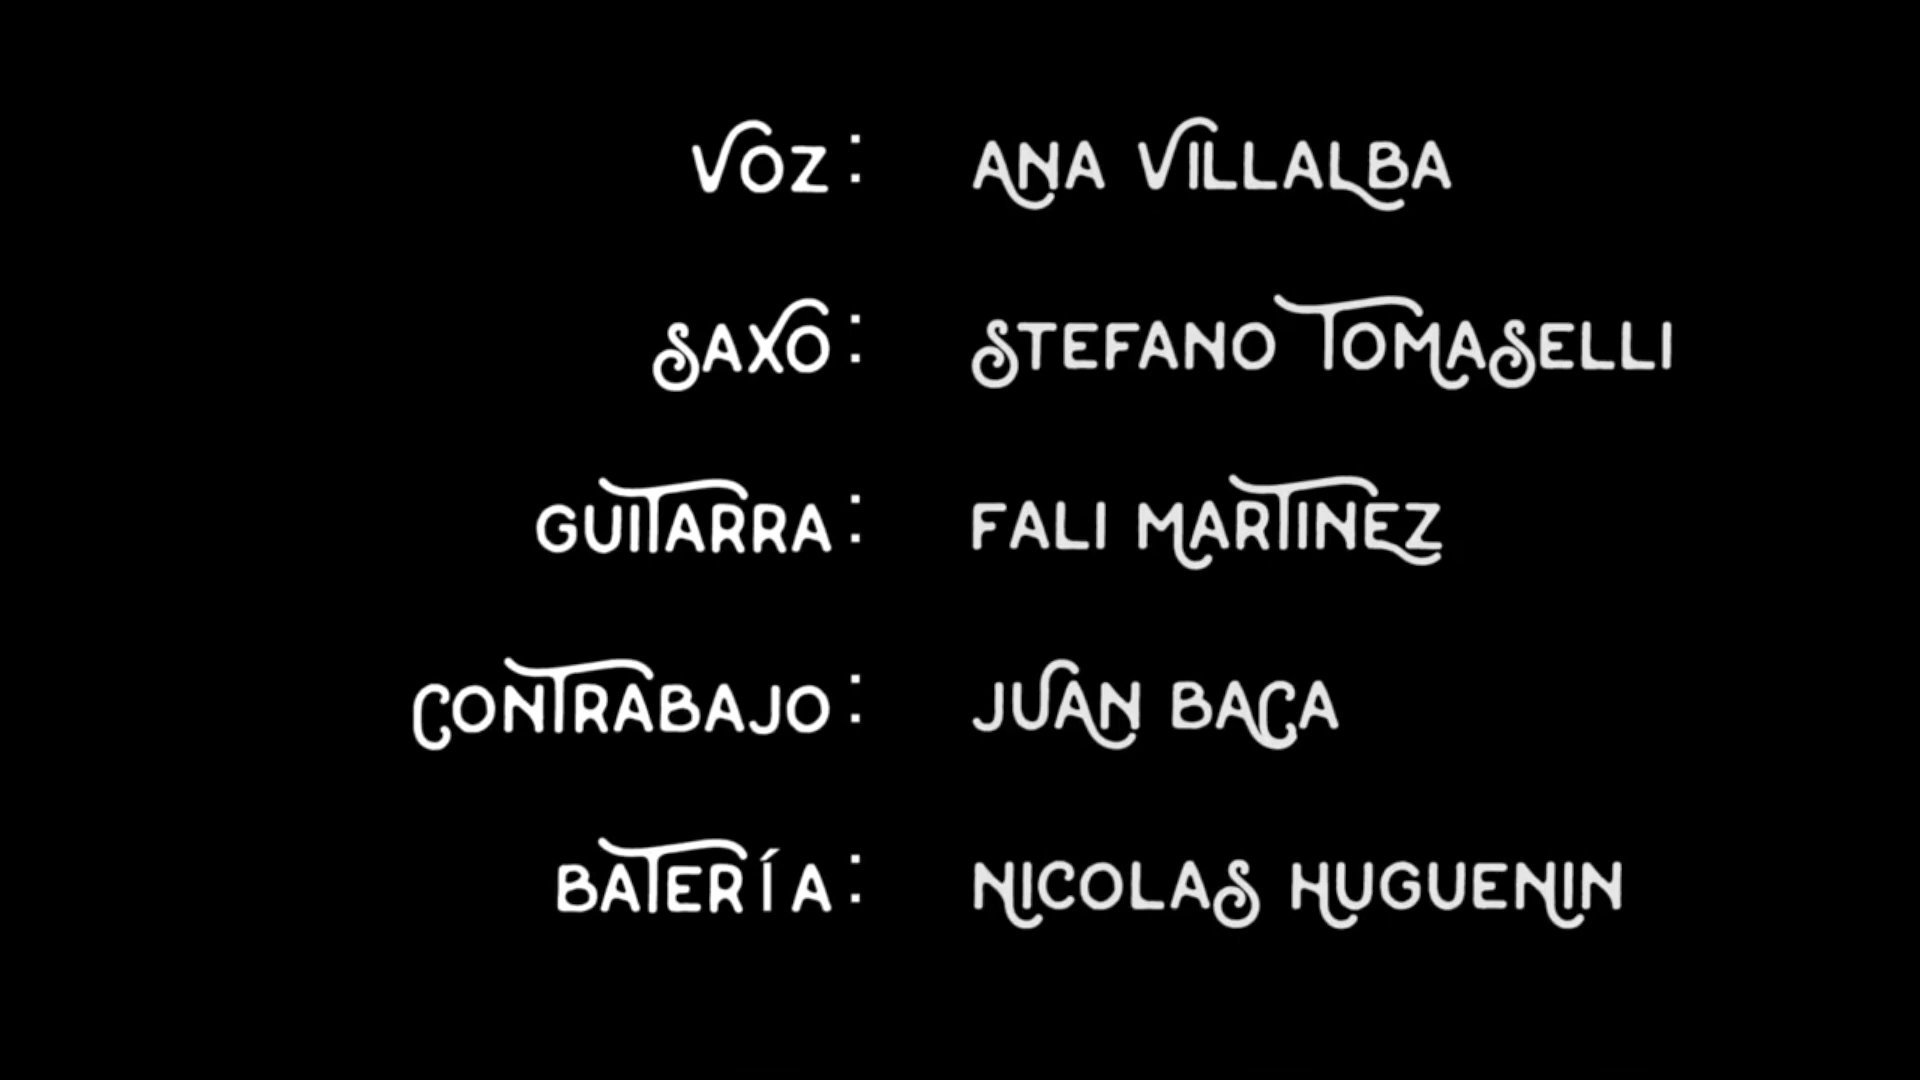 VOZ: ANA VILLALBA
SAXO: STEFANO TOMASELLI
GUITARRA: FALI MARTINEZ
CONTRABAJO: JUAN BACA
BATERÍA: NICOLAS HUGUENIN